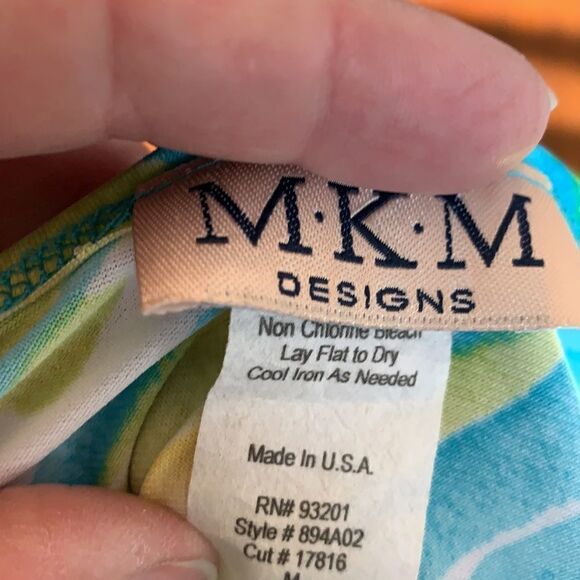 M·K·M
DESIGNS
Non Chlorine Bleach
Lay Flat to Dry
Cool Iron As Needed
Made In U.S.A.
RN# 93201
Style # 894A02
Cut # 17816
M